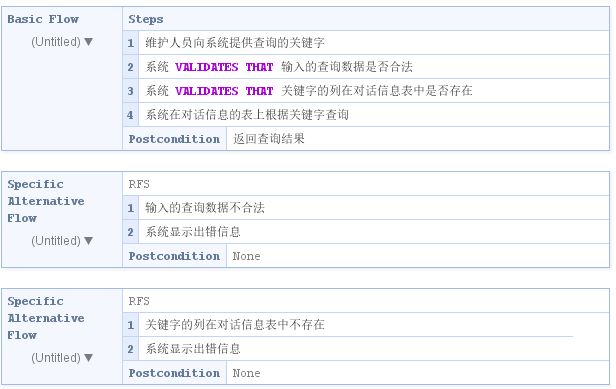 Basic Flow Steps
(Untitled) ▼
1 维护人员向系统提供查询的关键字
2 系统 VALIDATES THAT 输入的查询数据是否合法
3 系统 VALIDATES THAT 关键字的列在对话信息表中是否存在
4 系统在对话信息的表上根据关键字查询
Postcondition 返回查询结果
Specific Alternative Flow RFS
(Untitled) ▼
1 输入的查询数据不合法
2 系统显示出错信息
Postcondition None
Specific Alternative Flow RFS
(Untitled) ▼
1 关键字的列在对话信息表中不存在
2 系统显示出错信息
Postcondition None